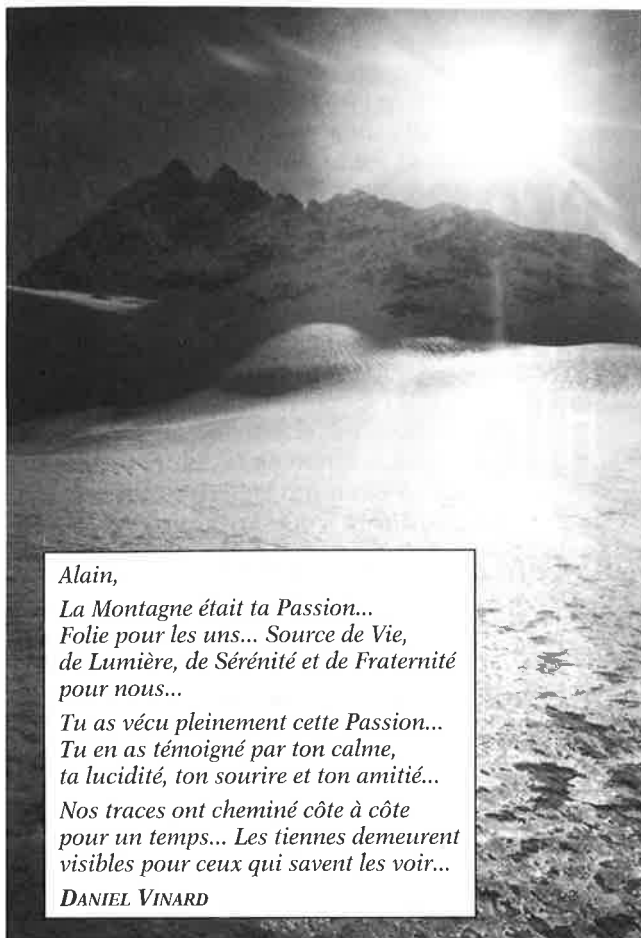 Alain,
La Montagne était ta Passion...
Folie pour les uns... Source de Vie,
de Lumière, de Sérénité et de Fraternité
pour nous...
Tu as vécu pleinement cette Passion...
Tu en as témoigné par ton calme,
ta lucidité, ton sourire et ton amitié...
Nos traces ont cheminé côte à côte
pour un temps... Les tiennes demeurent
visibles pour ceux qui savent les voir...
DANIEL VINARD